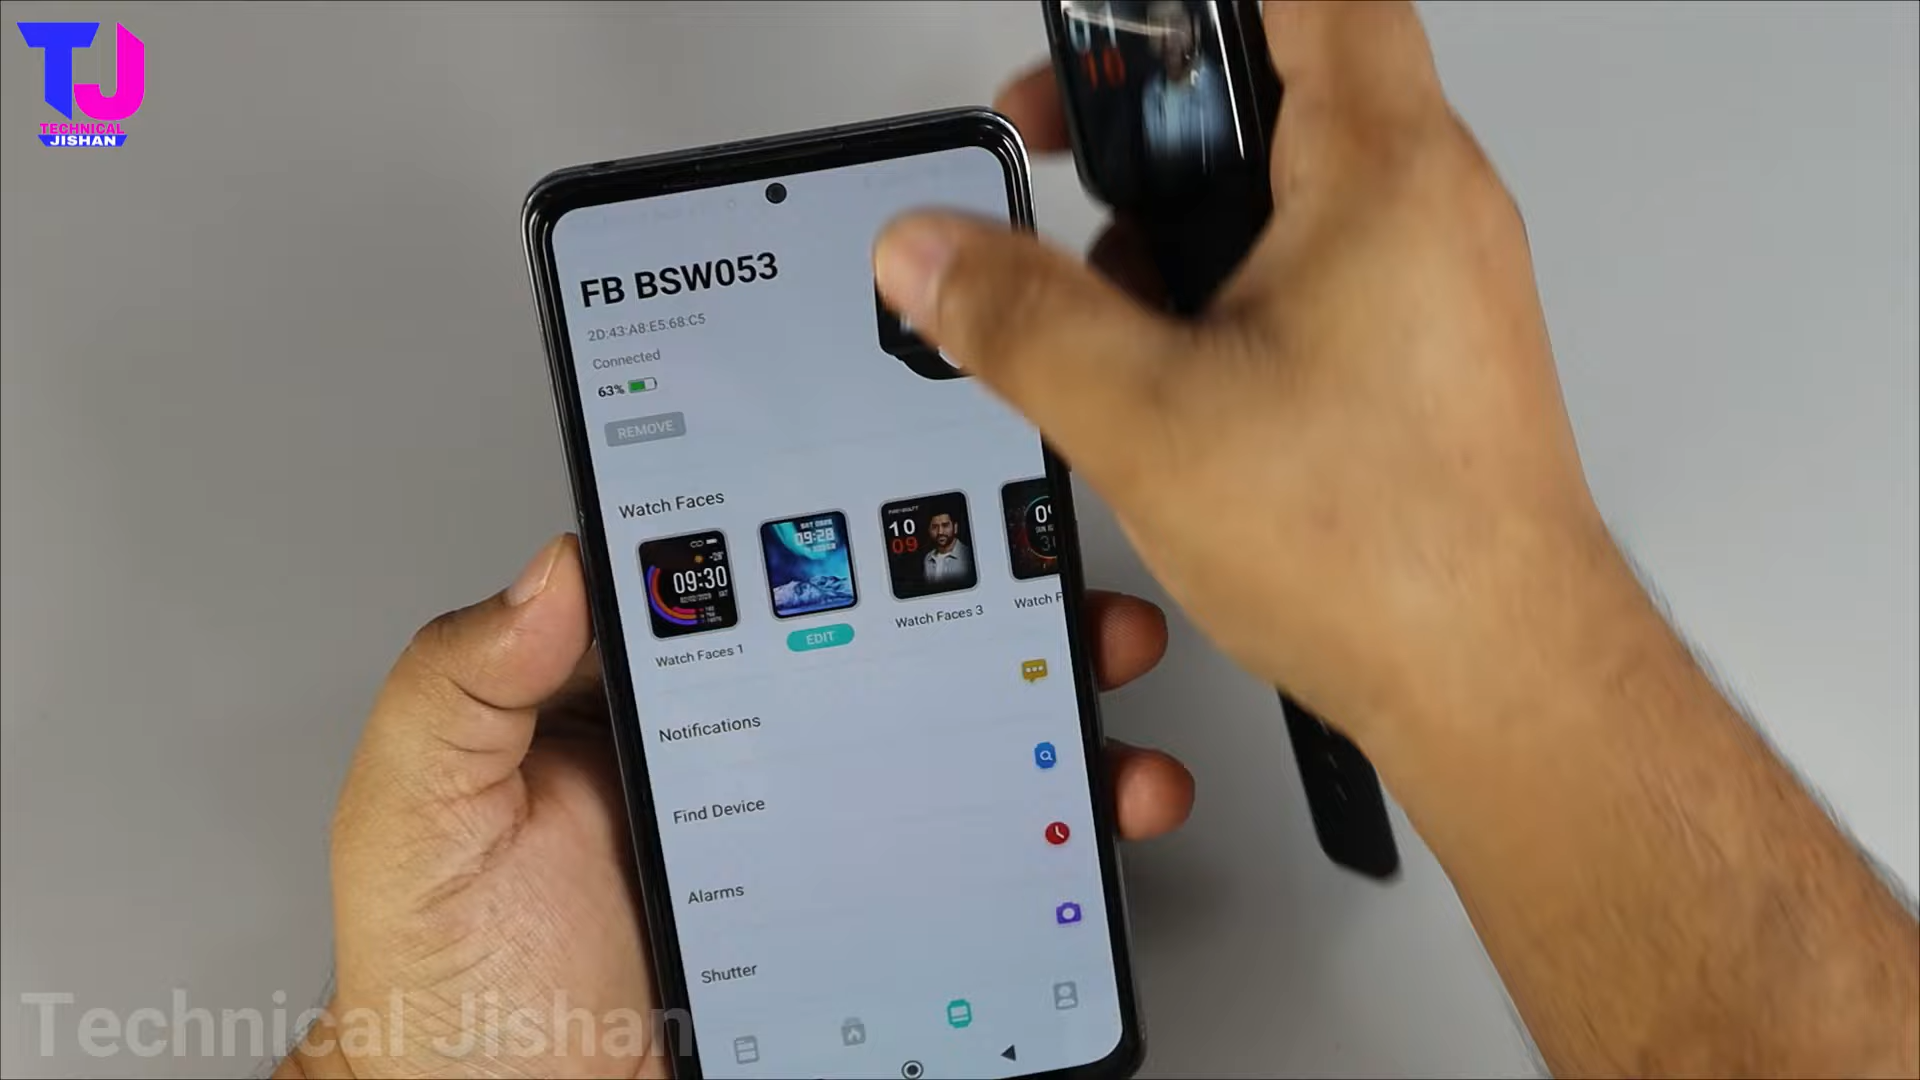 TJ
TECHNICAL
JISHAN
FB BSW053
2D:43:A8:E5:68:C5
Connected
63%
REMOVE
Watch Faces
09:30
09:28
10
09
Watch Faces 1
EDIT
Watch Faces 3
Notifications
Find Device
Alarms
Shutter
Technical Jishan